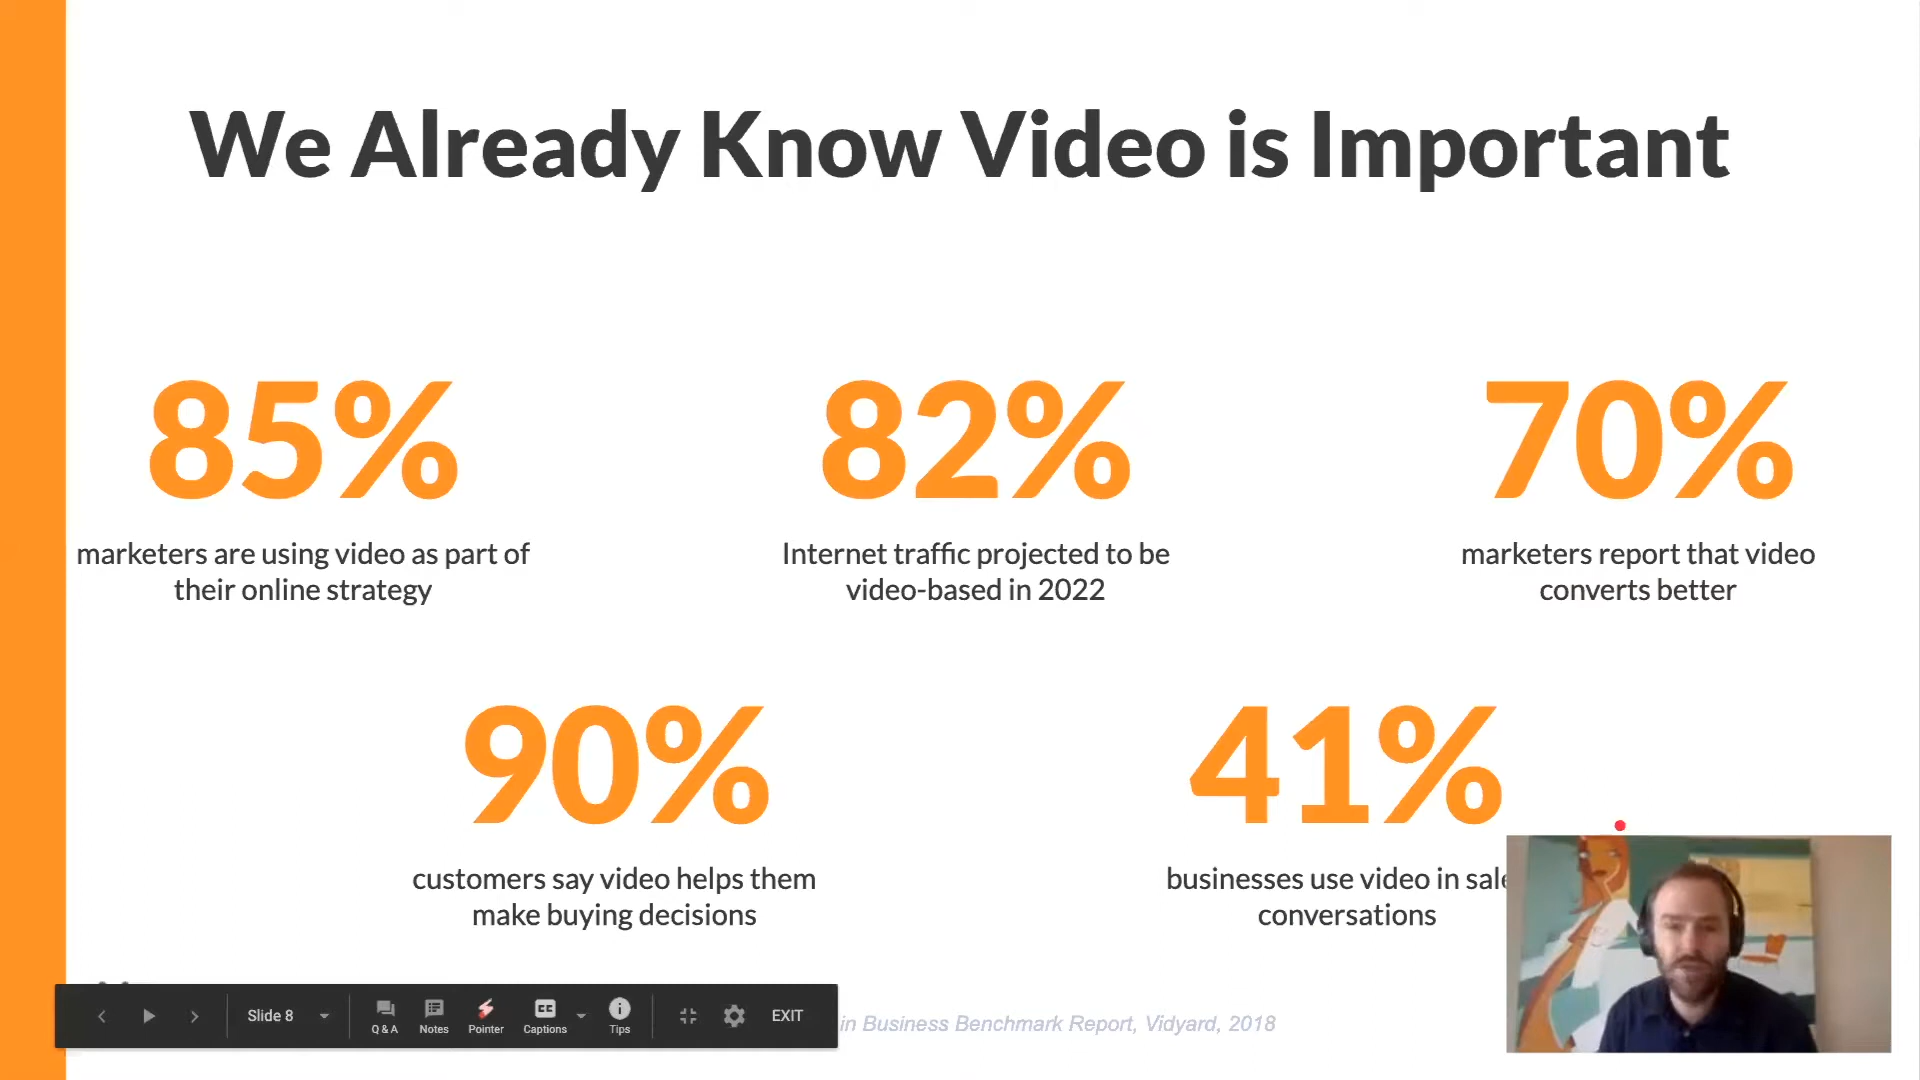 We Already Know Video is Important
85%
82%
70%
marketers are using video as part of
their online strategy
Internet traffic projected to be
video-based in 2022
marketers report that video
converts better
90%
41%
customers say video helps them
make buying decisions
businesses use video in
conversations
Slide 8
Q & A
Notes
Pointer
CC
Captions
Tips
EXIT
in Business Benchmark Report, Vidyard, 2018